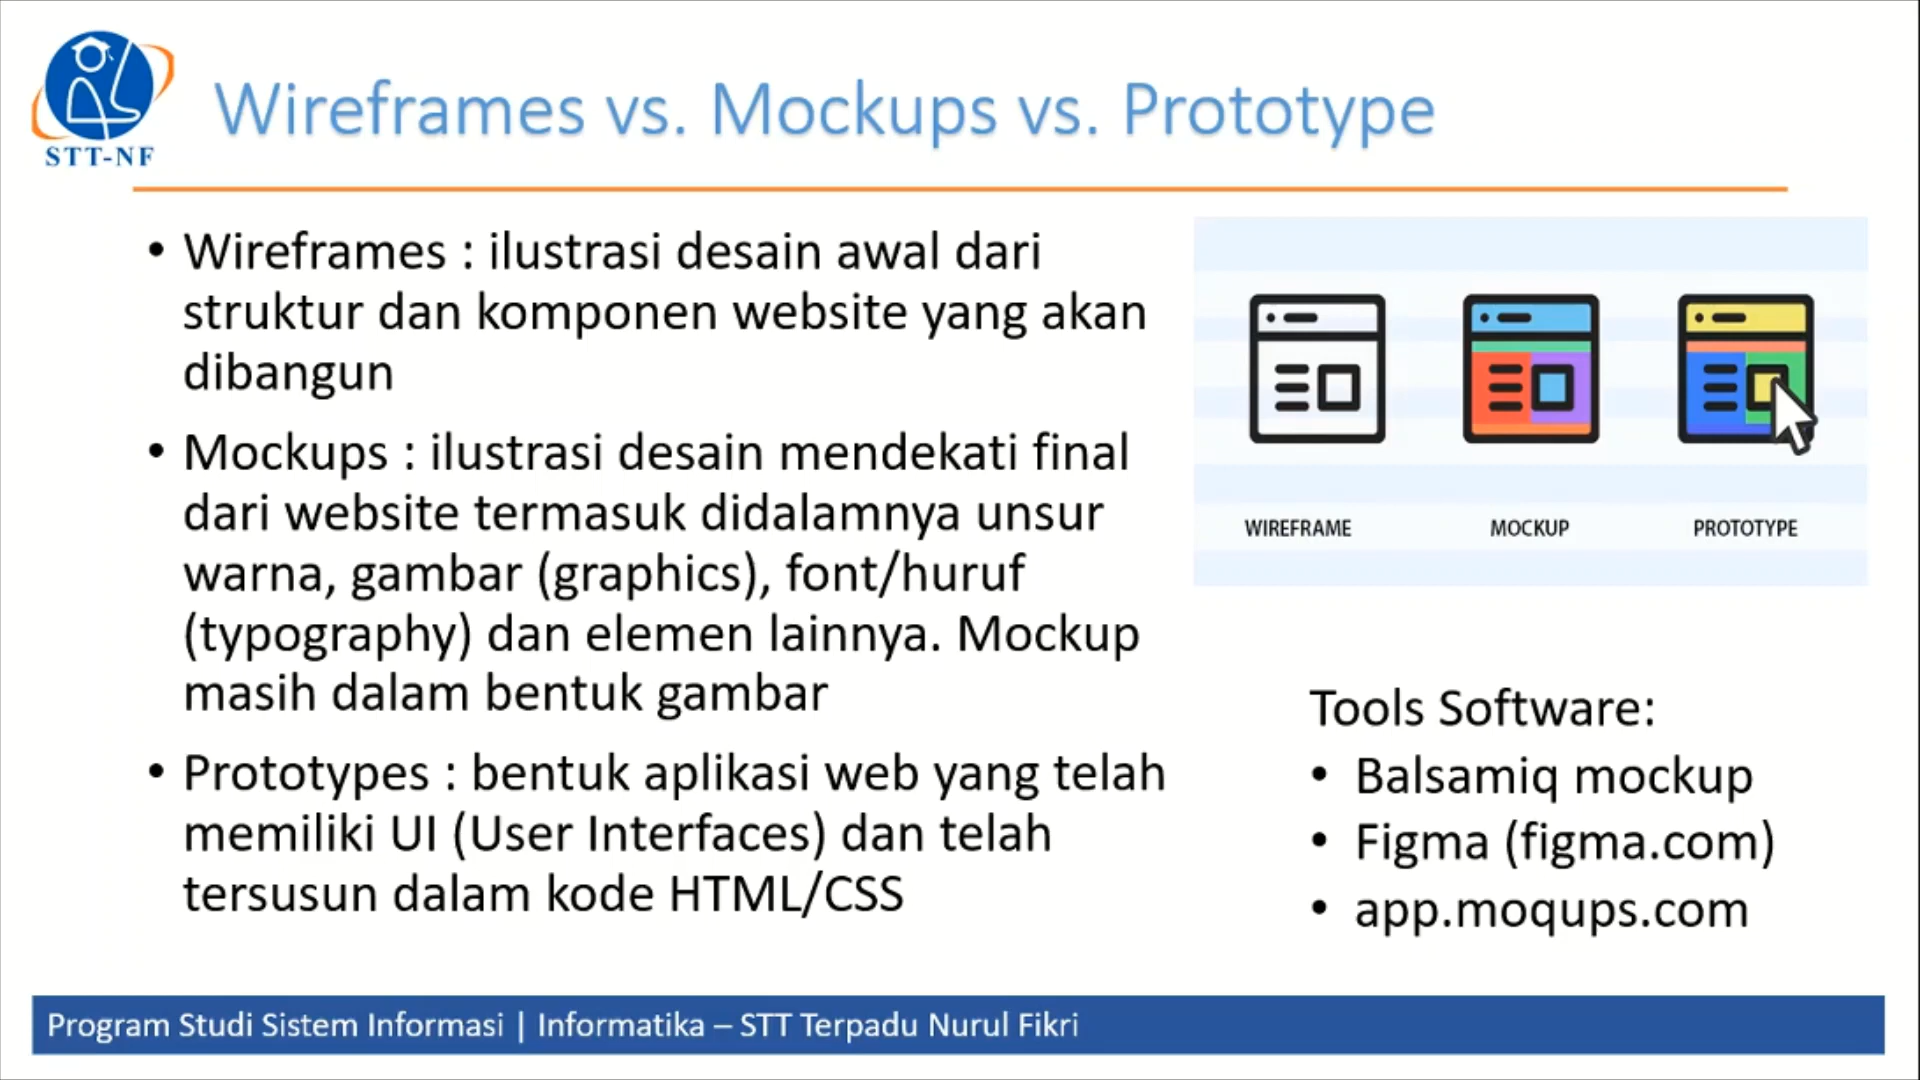 STT-NF
Wireframes vs. Mockups vs. Prototype
• Wireframes : ilustrasi desain awal dari
struktur dan komponen website yang akan
dibangun
• Mockups : ilustrasi desain mendekati final
dari website termasuk didalamnya unsur
warna, gambar (graphics), font/huruf
(typography) dan elemen lainnya. Mockup
masih dalam bentuk gambar
• Prototypes : bentuk aplikasi web yang telah
memiliki UI (User Interfaces) dan telah
tersusun dalam kode HTML/CSS
WIREFRAME
MOCKUP
PROTOTYPE
Tools Software:
• Balsamiq mockup
• Figma (figma.com)
• app.moqups.com
Program Studi Sistem Informasi | Informatika – STT Terpadu Nurul Fikri